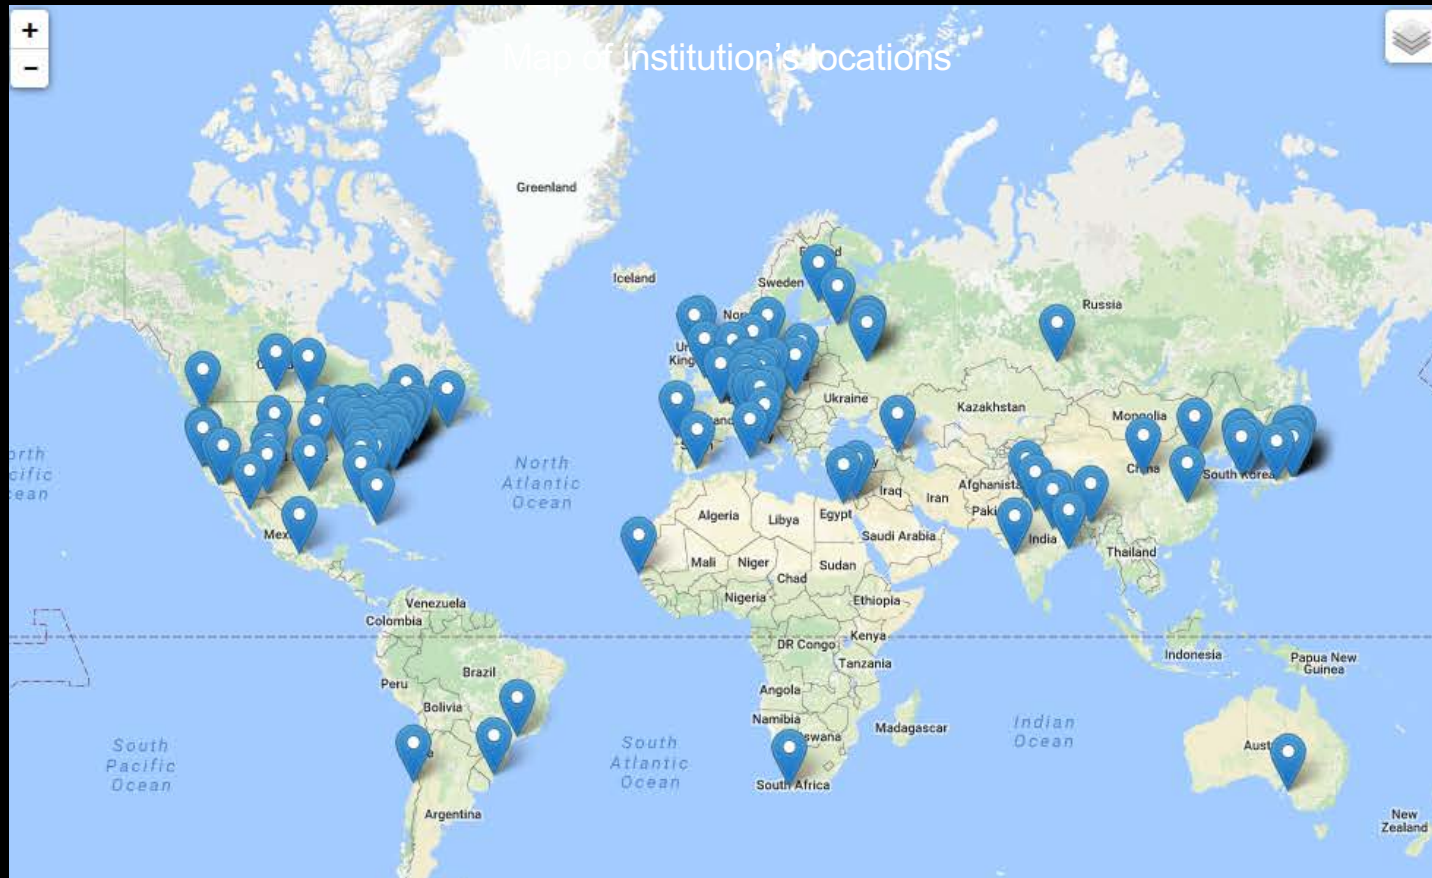 +
−
Map of institution's locations
Greenland
Iceland
Sweden
Russia
Ukraine
Kazakhstan
Mongolia
North
Atlantic
Ocean
South Korea
Afghanista
Iraq
Iran
Algeria
Libya
Egypt
Saudi Arabia
India
Thailand
Mali
Niger
Chad
Sudan
Nigeria
Ethiopia
Venezuela
Colombia
DR Congo
Kenya
Tanzania
Indonesia
Papua New
Guinea
Brazil
Peru
Bolivia
Angola
Namibia
Madagascar
Indian
Ocean
South
Pacific
Ocean
South
Atlantic
Ocean
South Africa
Argentina
New
Zealand